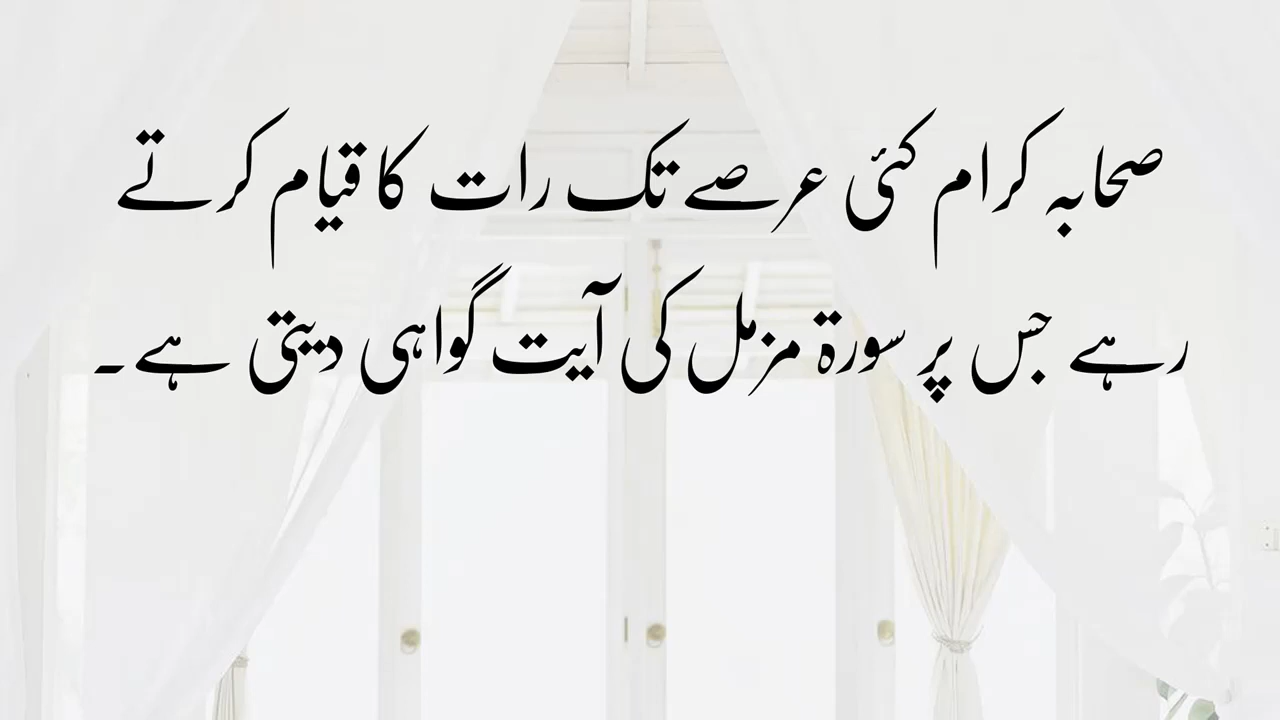 صحابہ کرام کئی عرصے تک رات کا قیام کرتے
رہے جس پر سورۃ مزمل کی آیت گواہی دیتی ہے۔